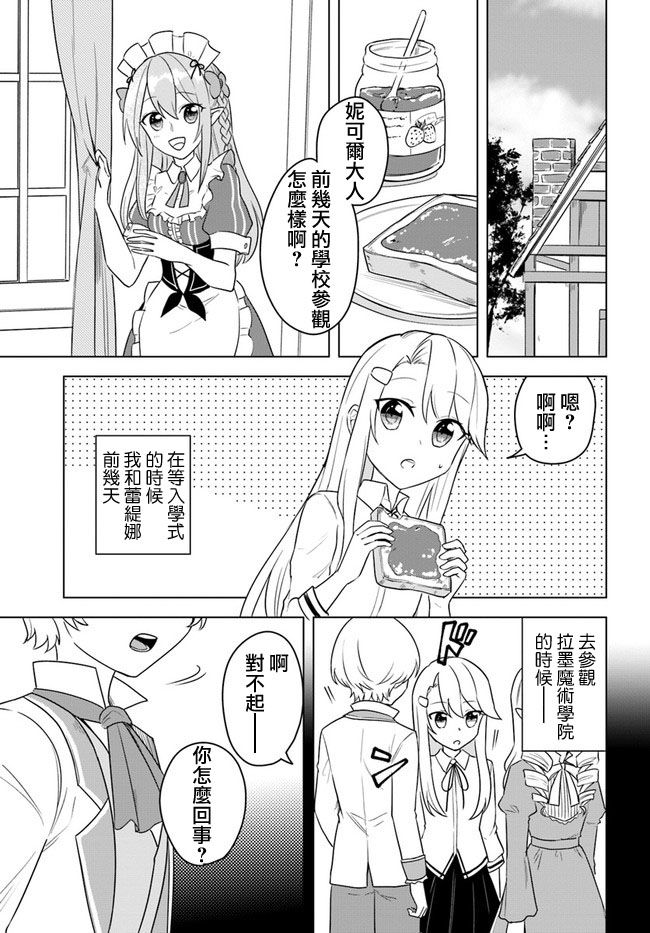 妮可爾大人
前幾天的學校參觀
怎麼樣啊？
嗯？
啊啊…
在等入學式
的時候
我和蕾緹娜
前幾天
去參觀
拉墨魔術學院
的時候──
啊
對不起──
你怎麼回事？